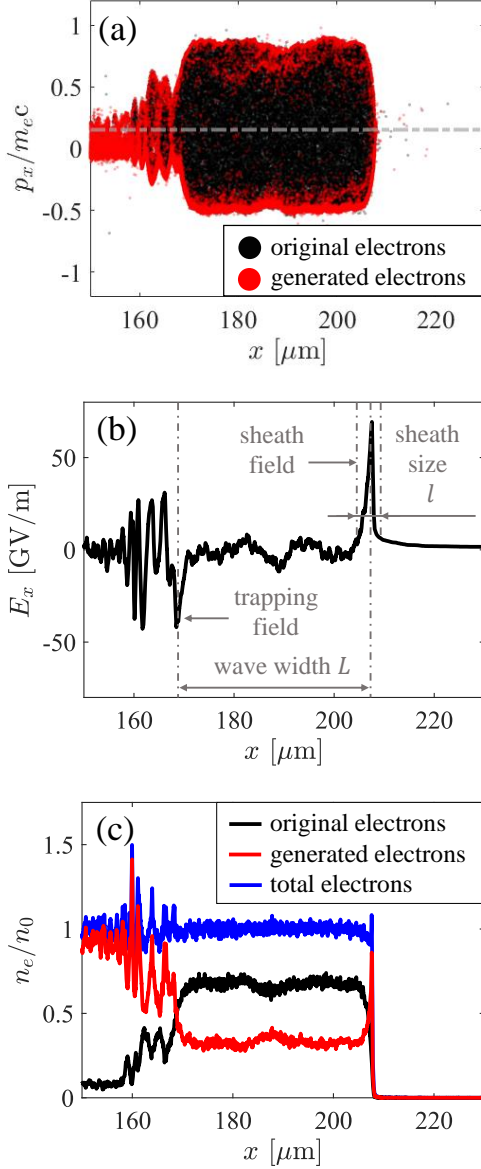 (a)
1
0.5
0
-0.5
-1
p_x/m_ec
original electrons
generated electrons
160 180 200 220
x [μm]
(b)
sheath field
sheath size l
50
0
-50
E_x [GV/m]
trapping field
wave width L
160 180 200 220
x [μm]
(c)
original electrons
generated electrons
total electrons
1.5
1
0.5
0
n_e/n_0
160 180 200 220
x [μm]